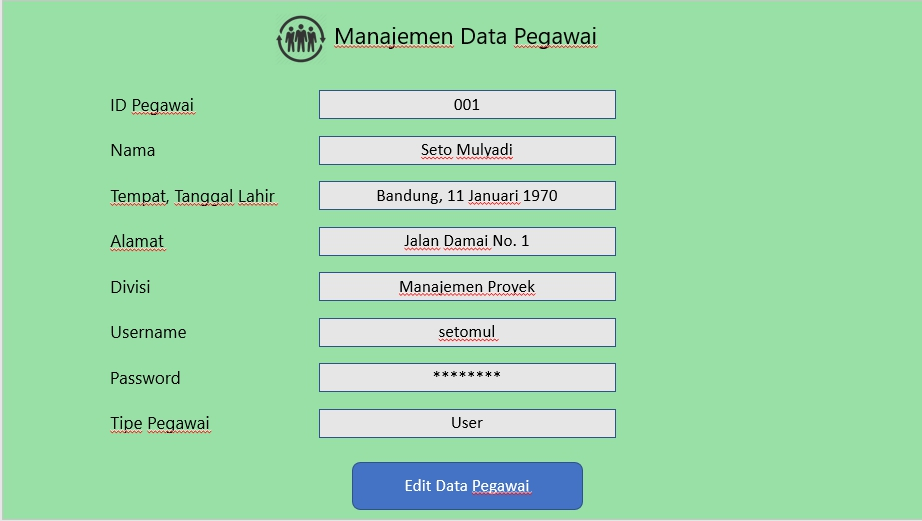 Manajemen Data Pegawai
ID Pegawai 001
Nama Seto Mulyadi
Tempat, Tanggal Lahir Bandung, 11 Januari 1970
Alamat Jalan Damai No. 1
Divisi Manajemen Proyek
Username setomul
Password ********
Tipe Pegawai User
Edit Data Pegawai